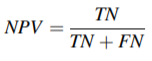 NPV = TN / (TN + FN)